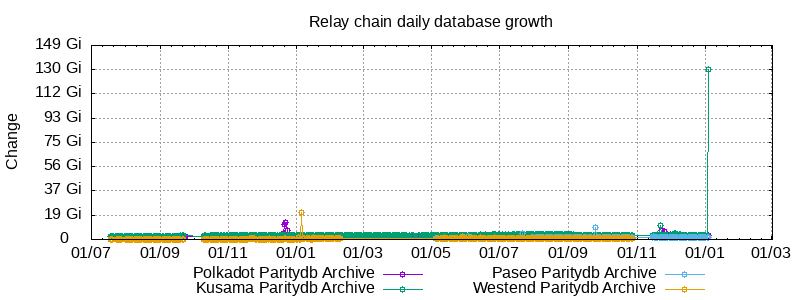 Relay chain daily database growth
149 Gi
130 Gi
112 Gi
93 Gi
75 Gi
56 Gi
37 Gi
19 Gi
0
Change
01/07 01/09 01/11 01/01 01/03 01/05 01/07 01/09 01/11 01/01 01/03
Polkadot Paritydb Archive Paseo Paritydb Archive
Kusama Paritydb Archive Westend Paritydb Archive